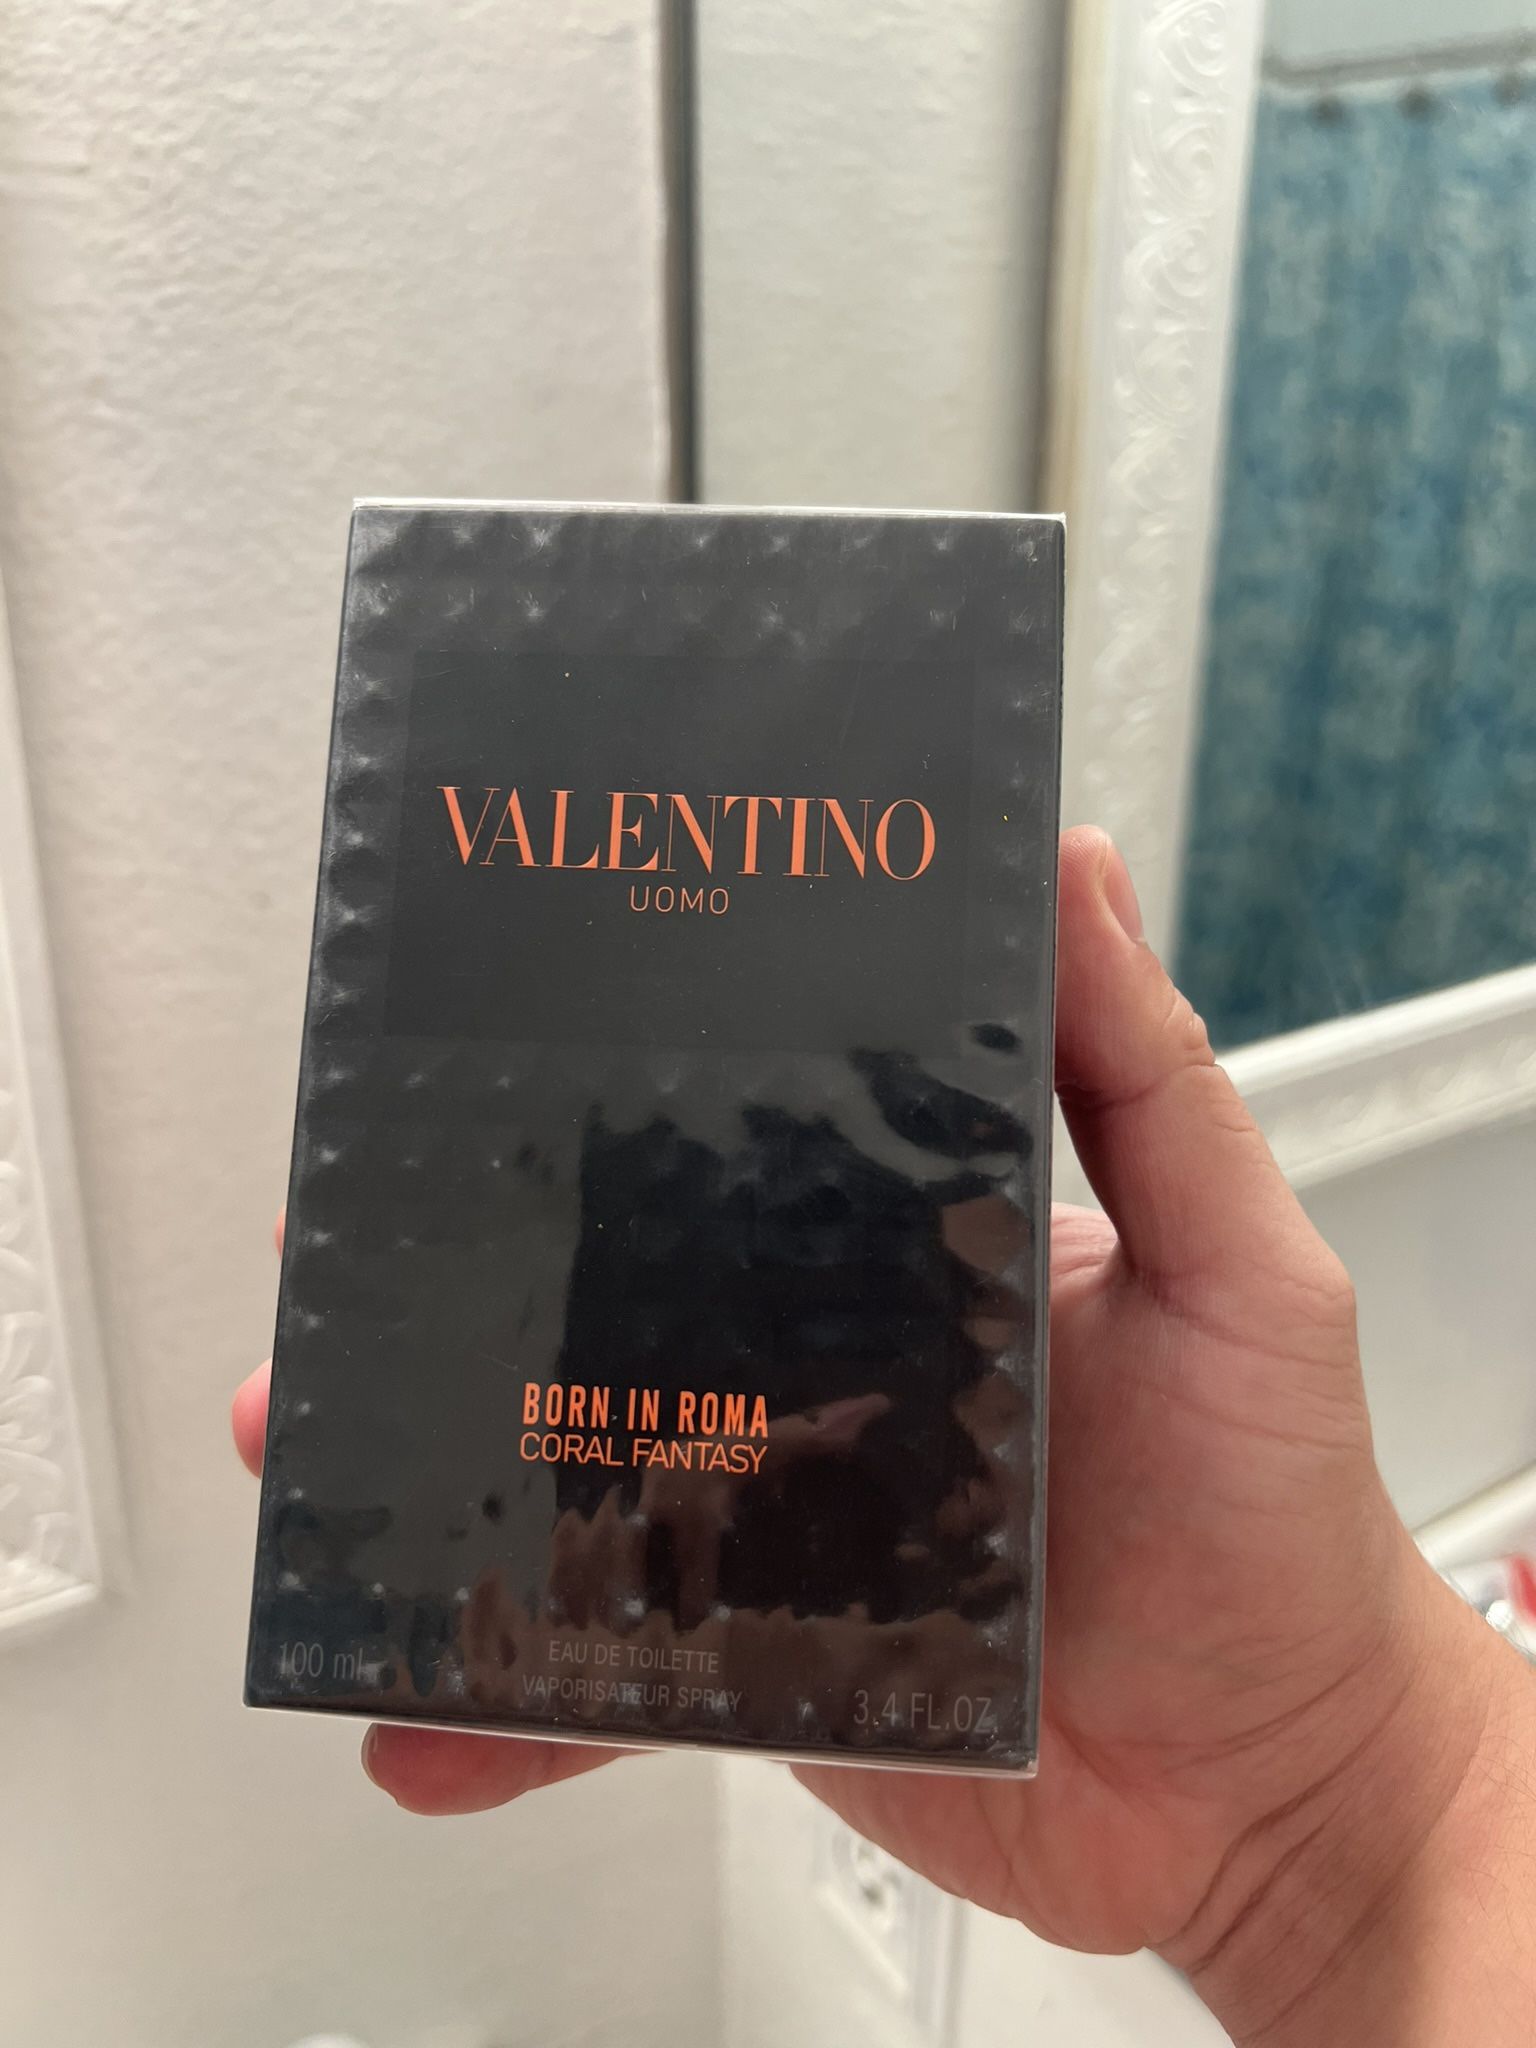 VALENTINO
UOMO
BORN IN ROMA
CORAL FANTASY
EAU DE TOILETTE
VAPORISATEUR SPRAY
100 ml
3.4 FL.OZ.